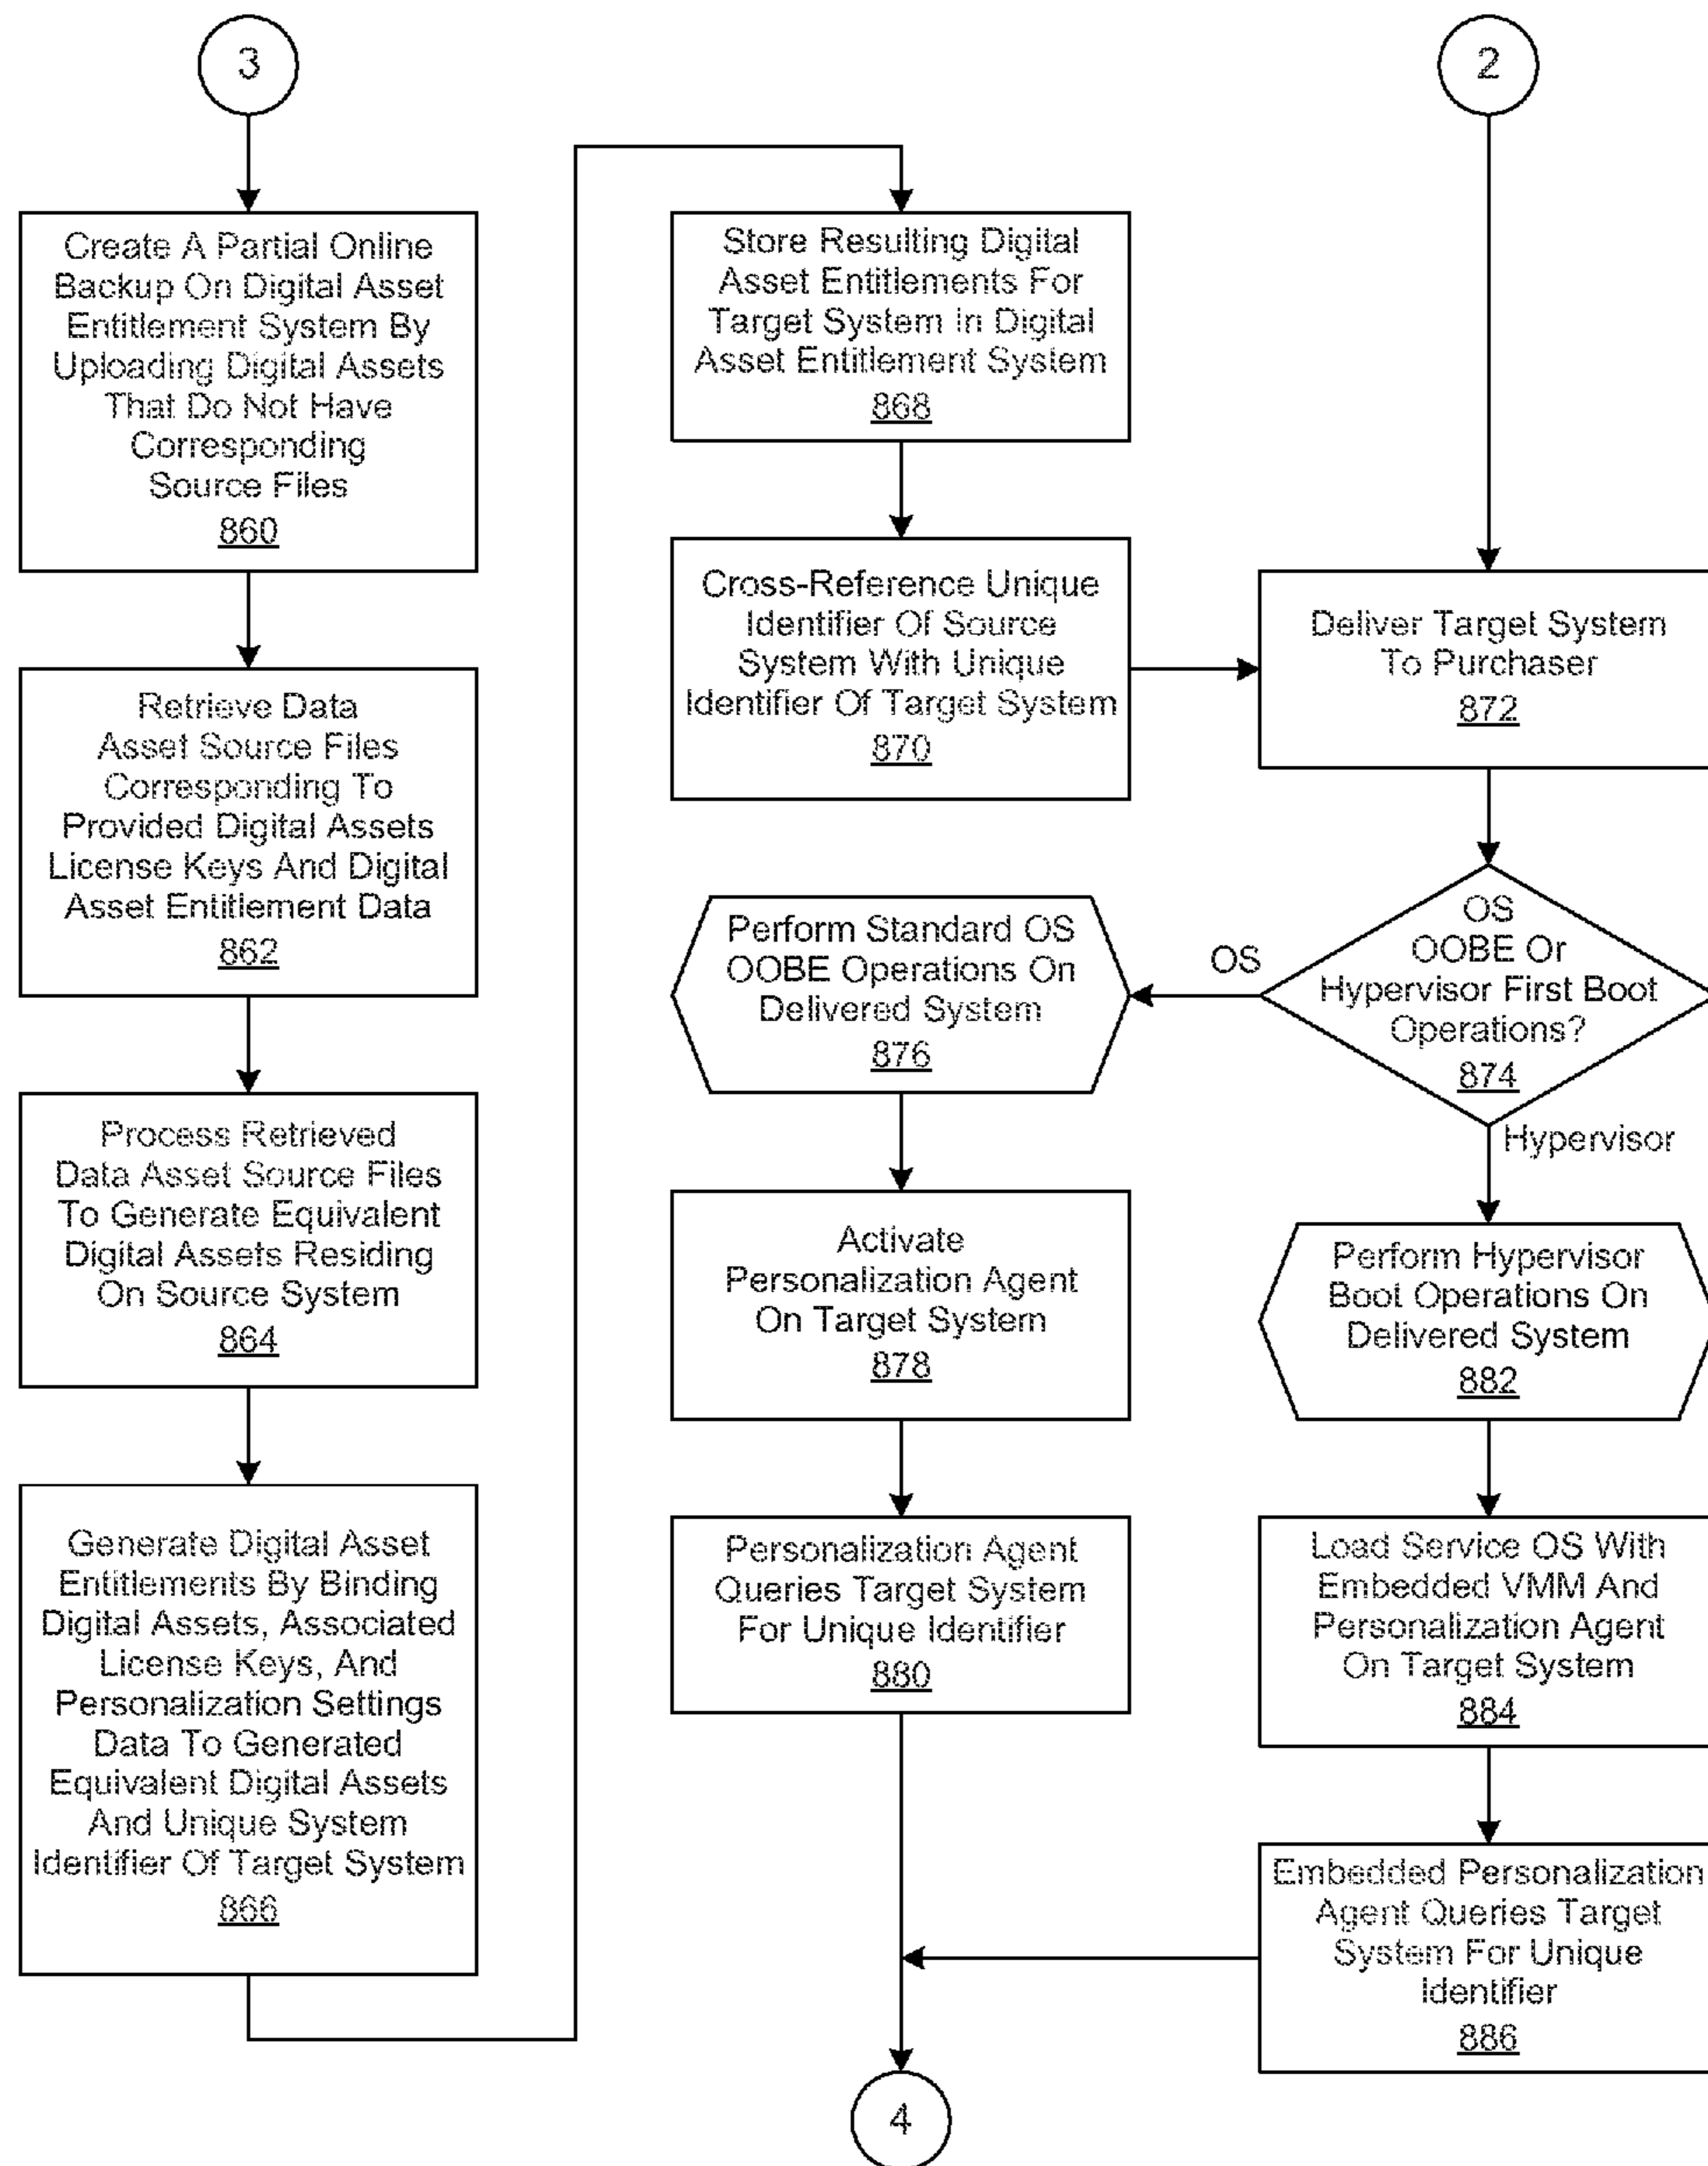 3
Create A Partial Online
Backup On Digital Asset
Entitlement System By
Uploading Digital Assets
That Do Not Have
Corresponding
Source Files
860
Retrieve Data
Asset Source Files
Corresponding To
Provided Digital Assets
License Keys And Digital
Asset Entitlement Data
862
Process Retrieved
Data Asset Source Files
To Generate Equivalent
Digital Assets Residing
On Source System
864
Generate Digital Asset
Entitlements By Binding
Digital Assets, Associated
License Keys, And
Personalization Settings
Data To Generated
Equivalent Digital Assets
And Unique System
Identifier Of Target System
866
Store Resulting Digital
Asset Entitlements For
Target System In Digital
Asset Entitlement System
868
Cross-Reference Unique
Identifier Of Source
System With Unique
Identifier Of Target System
870
2
Deliver Target System
To Purchaser
872
OS
OOBE Or
Hypervisor First Boot
Operations?
874
OS
Hypervisor
Perform Standard OS
OOBE Operations On
Delivered System
876
Activate
Personalization Agent
On Target System
878
Personalization Agent
Queries Target System
For Unique Identifier
880
Perform Hypervisor
Boot Operations On
Delivered System
882
Load Service OS With
Embedded VMM And
Personalization Agent
On Target System
884
Embedded Personalization
Agent Queries Target
System For Unique
Identifier
886
4